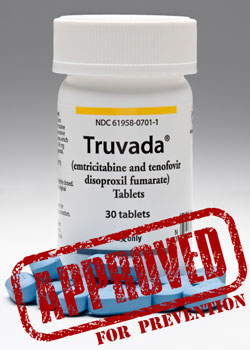 NDC 61958-0701-1
Truvada®
(emtricitabine and tenofovir
disoproxil fumarate)
Tablets
30 tablets
only
APPROVED
FOR PREVENTION